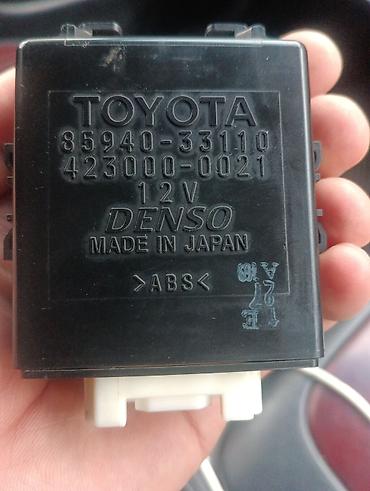 TOYOTA
85940-33110
423000-0021
12V
DENSO
MADE IN JAPAN
>ABS<